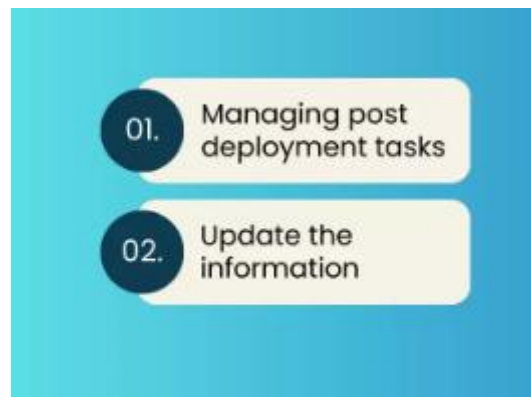 01.
Managing post
deployment tasks
02.
Update the
information